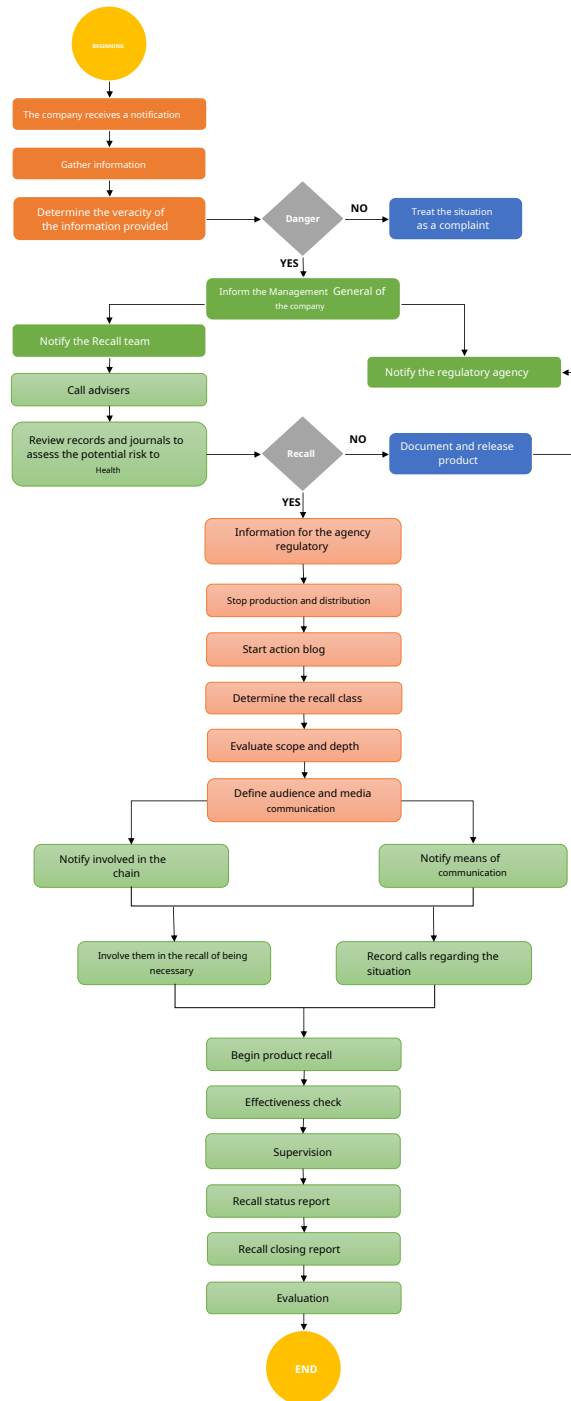 BEGINNING
The company receives a notification
Gather information
Determine the veracity of
the information provided
Danger
NO
Treat the situation
as a complaint
YES
Inform the Management General of
the company
Notify the Recall team
Notify the regulatory agency
Call advisers
Review records and journals to
assess the potential risk to
Health
Recall
NO
Document and release
product
YES
Information for the agency
regulatory
Stop production and distribution
Start action blog
Determine the recall class
Evaluate scope and depth
Define audience and media
communication
Notify involved in the
chain
Notify means of
communication
Involve them in the recall of being
necessary
Record calls regarding the
situation
Begin product recall
Effectiveness check
Supervision
Recall status report
Recall closing report
Evaluation
END